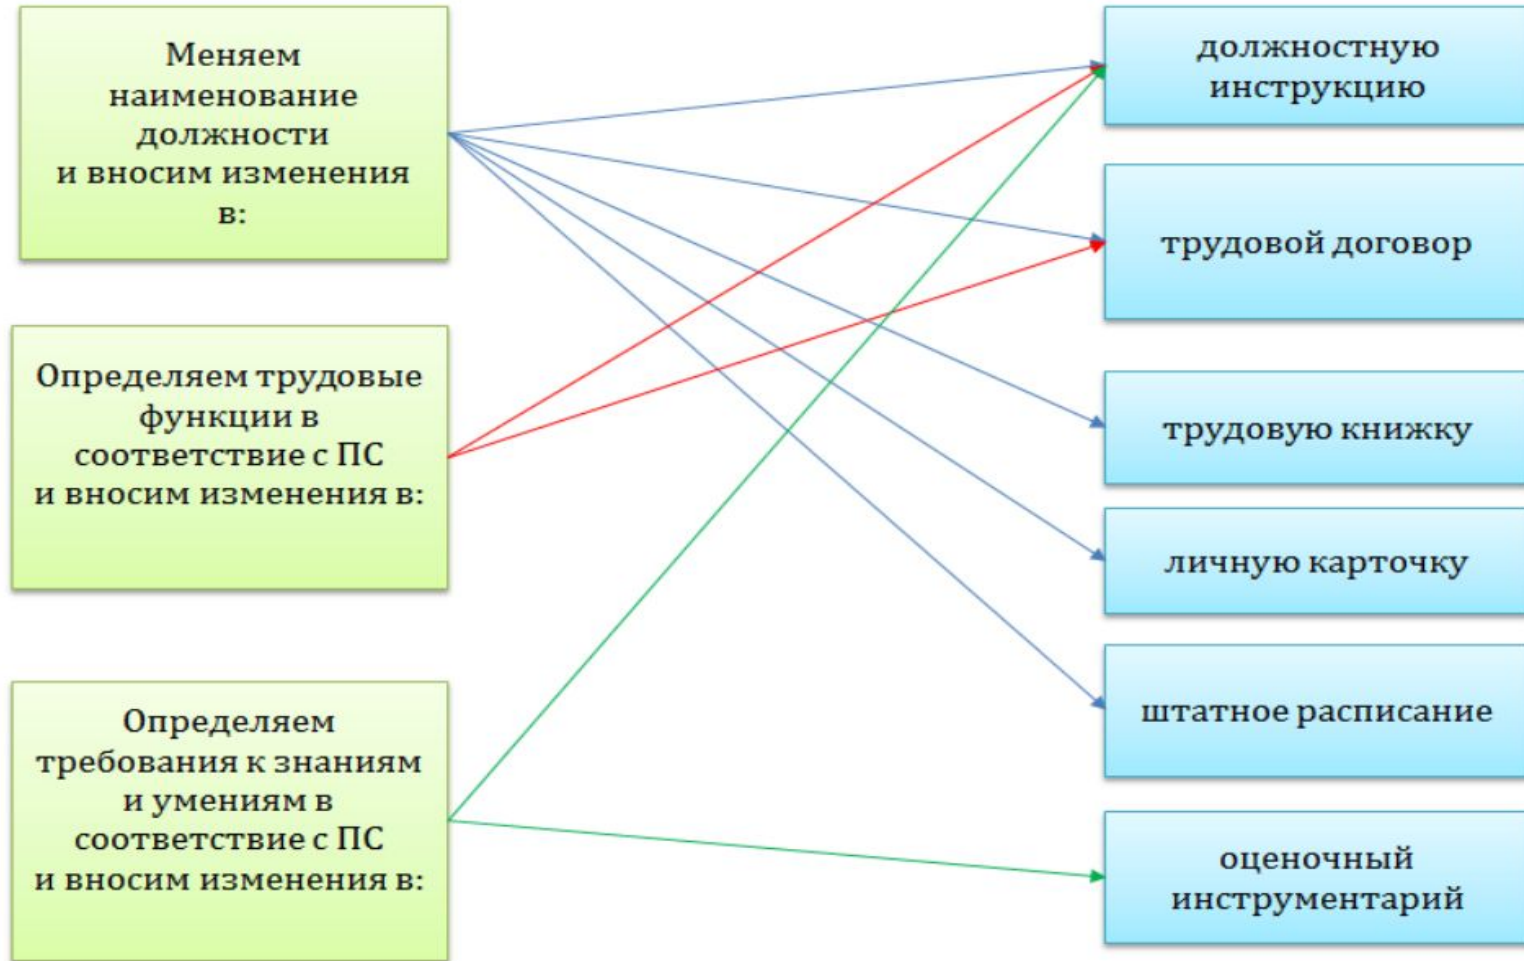 Меняем
наименование
должности
и вносим изменения
в:
Определяем трудовые
функции в
соответствие с ПС
и вносим изменения в:
Определяем
требования к знаниям
и умениям в
соответствие с ПС
и вносим изменения в:
должностную
инструкцию
трудовой договор
трудовую книжку
личную карточку
штатное расписание
оценочный
инструментарий